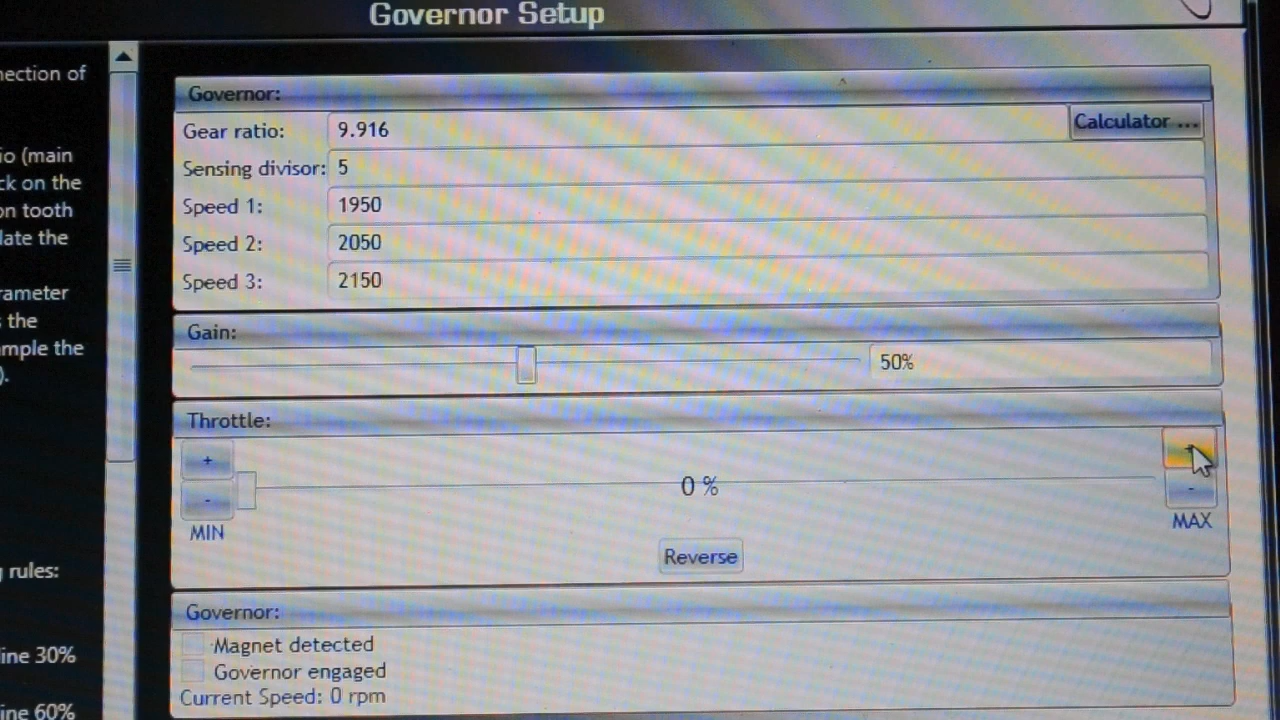 Governor Setup
nection of
io (main
ck on the
on tooth
late the
rameter
the
mple the
).
rules:
ine 30%
ine 60%
Governor:
Gear ratio: 9.916 Calculator ...
Sensing divisor: 5
Speed 1: 1950
Speed 2: 2050
Speed 3: 2150
Gain:
50%
Throttle:
+
-
MIN
0 %
-
MAX
Reverse
Governor:
Magnet detected
Governor engaged
Current Speed: 0 rpm